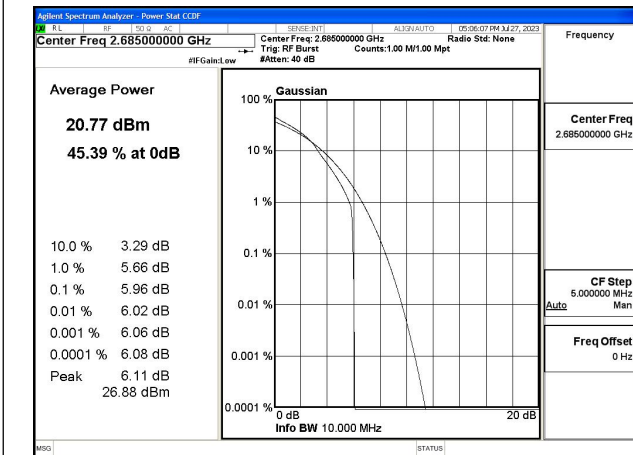 Agilent Spectrum Analyzer - Power Stat CCDF
LXI RL RF 50 Ω AC SENSE:INT ALIGNAUTO 05:06:07 PM Jul 27, 2023
Center Freq 2.685000000 GHz
Center Freq: 2.685000000 GHz Radio Std: None
Trig: RF Burst Counts:1.00 M/1.00 Mpt
#IFGain:Low #Atten: 40 dB
Frequency
Average Power
20.77 dBm
45.39 % at 0dB
10.0 % 3.29 dB
1.0 % 5.66 dB
0.1 % 5.96 dB
0.01 % 6.02 dB
0.001 % 6.06 dB
0.0001 % 6.08 dB
Peak 6.11 dB
26.88 dBm
Gaussian
100 %
10 %
1 %
0.1 %
0.01 %
0.001 %
0.0001 %
0 dB 20 dB
Info BW 10.000 MHz
Center Freq
2.685000000 GHz
CF Step
5.000000 MHz
Auto Man
Freq Offset
0 Hz
MSG STATUS